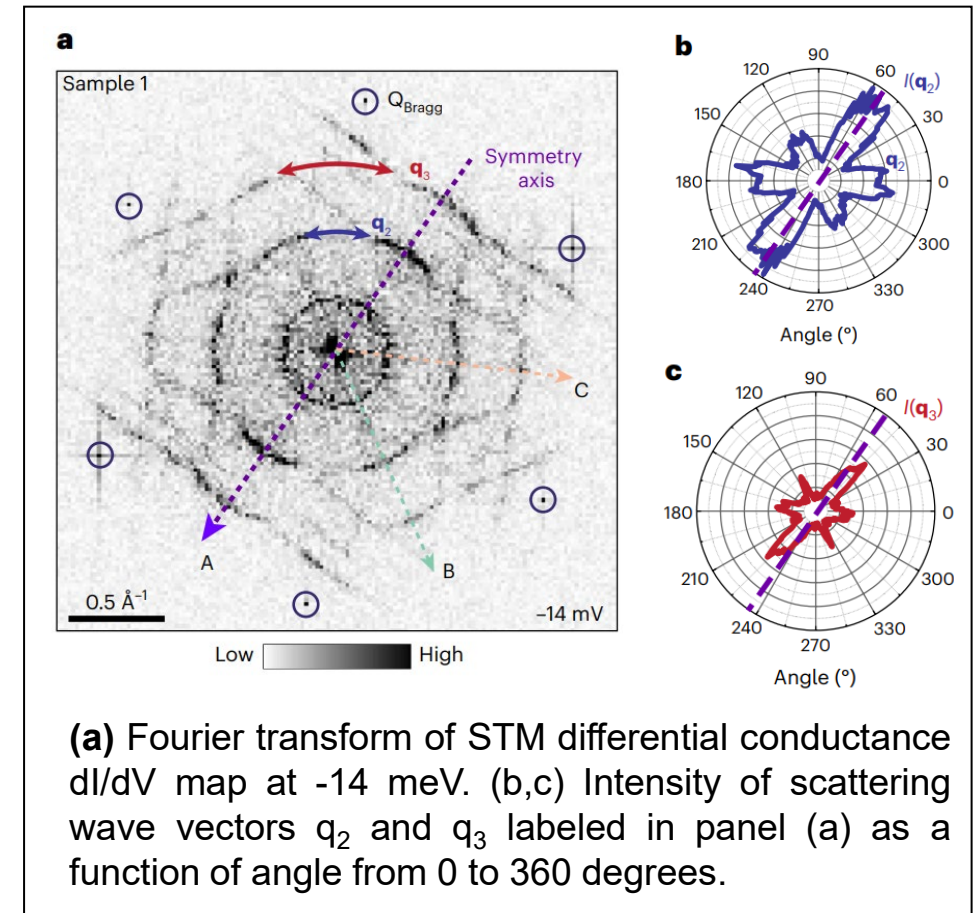 a
Sample 1
Q_Bragg
q₃
Symmetry
axis
q₂
C
A
B
0.5 Å⁻¹
–14 mV
Low
High
b
90
120
60
I(q₂)
150
30
q₂
180
0
210
300
240
330
270
Angle (°)
c
90
120
60
I(q₃)
150
30
180
0
210
300
240
330
270
Angle (°)
(a) Fourier transform of STM differential conductance
dI/dV map at -14 meV. (b,c) Intensity of scattering
wave vectors q₂ and q₃ labeled in panel (a) as a
function of angle from 0 to 360 degrees.